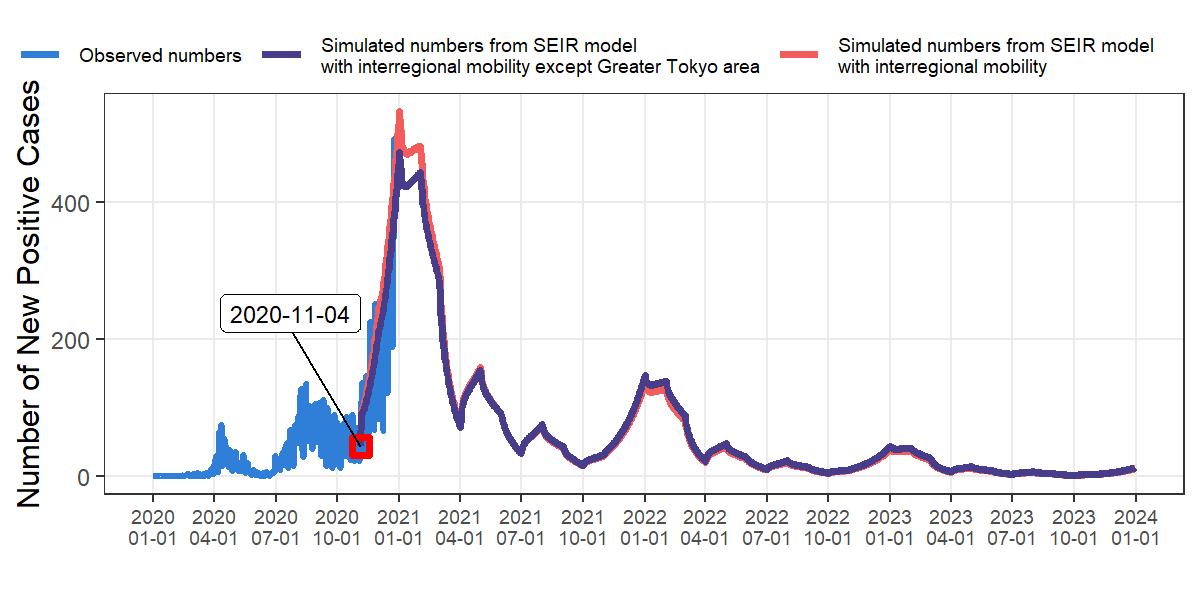 Observed numbers
Simulated numbers from SEIR model
with interregional mobility except Greater Tokyo area
Simulated numbers from SEIR model
with interregional mobility
Number of New Positive Cases
400
200
0
2020-11-04
2020 2020 2020 2020 2021 2021 2021 2021 2022 2022 2022 2022 2023 2023 2023 2023 2024
01-01 04-01 07-01 10-01 01-01 04-01 07-01 10-01 01-01 04-01 07-01 10-01 01-01 04-01 07-01 10-01 01-01